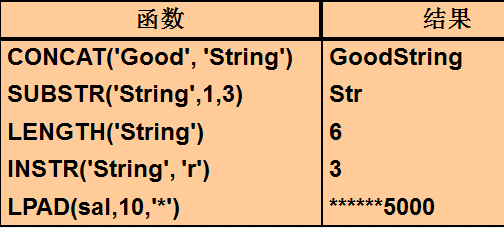 函数 结果
CONCAT('Good', 'String') GoodString
SUBSTR('String',1,3) Str
LENGTH('String') 6
INSTR('String', 'r') 3
LPAD(sal,10,'*') ******5000